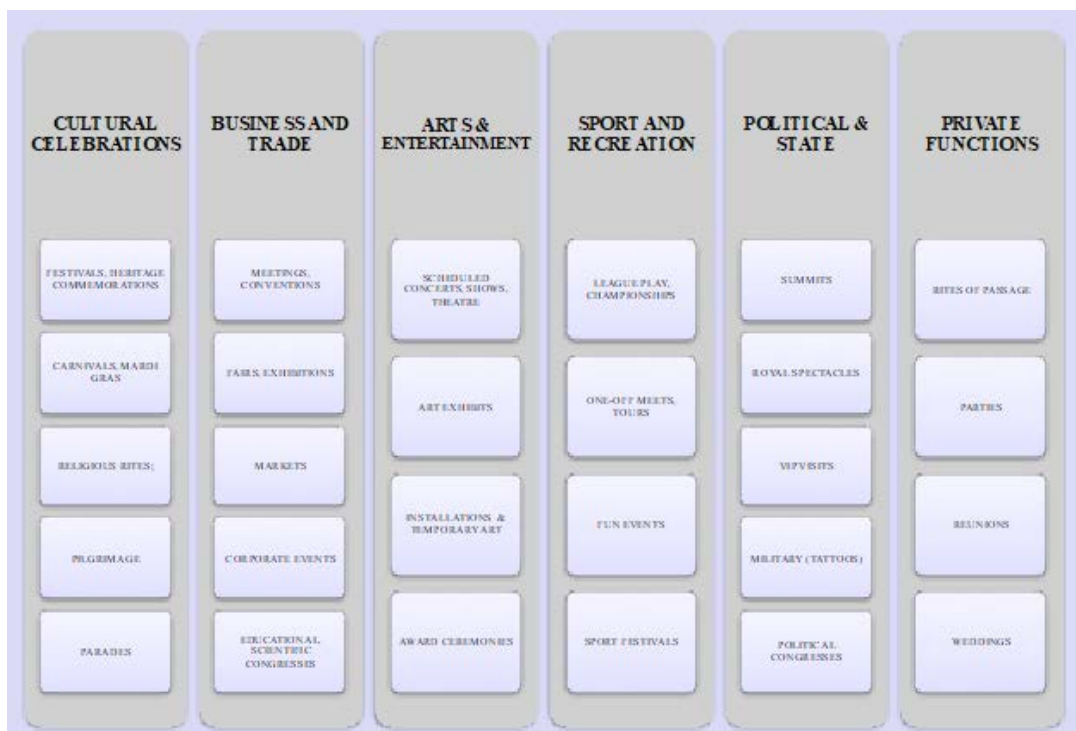 CULTURAL
CELEBRATIONS
FESTIVALS, HERITAGE
COMMEMORATIONS
CARNIVALS, MARDI
GRAS
RELIGIOUS RITES;
PILGRIMAGE
PARADES
BUSINESS AND
TRADE
MEETINGS,
CONVENTIONS
FAIRS, EXHIBITIONS
MARKETS
CORPORATE EVENTS
EDUCATIONAL,
SCIENTIFIC
CONGRESSES
ARTS &
ENTERTAINMENT
SCHEDULED
CONCERTS, SHOWS,
THEATRE
ART EXHIBITS
INSTALLATIONS &
TEMPORARY ART
AWARD CEREMONIES
SPORT AND
RECREATION
LEAGUE PLAY,
CHAMPIONSHIPS
ONE-OFF MEETS,
TOURS
FUN EVENTS
SPORT FESTIVALS
POLITICAL &
STATE
SUMMITS
ROYAL SPECTACLES
VIP VISITS
MILITARY (TATTOOS)
POLITICAL
CONGRESSES
PRIVATE
FUNCTIONS
RITES OF PASSAGE
PARTIES
REUNIONS
WEDDINGS